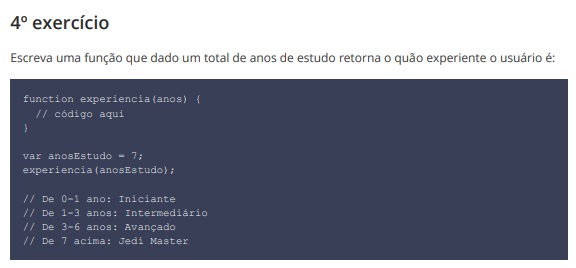 4º exercício
Escreva uma função que dado um total de anos de estudo retorna o quão experiente o usuário é:
function experiencia(anos) {
// código aqui
}
var anosEstudo = 7;
experiencia(anosEstudo);
// De 0-1 ano: Iniciante
// De 1-3 anos: Intermediário
// De 3-6 anos: Avançado
// De 7 acima: Jedi Master